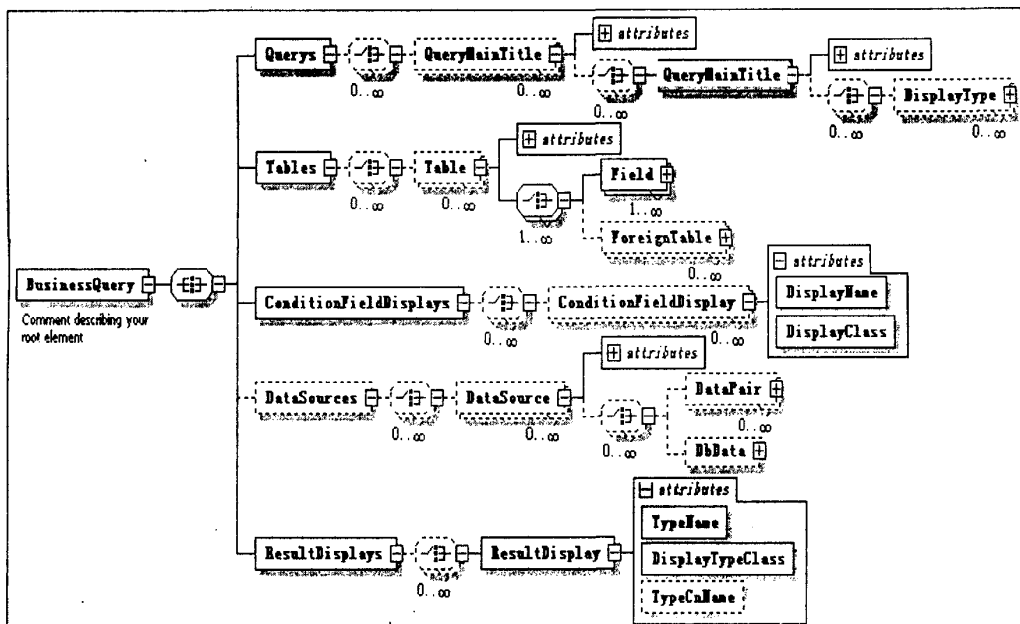 attributes
Querys
QueryMainTitle
0..∞
0..∞
attributes
QueryMainTitle
0..∞
DisplayType
0..∞
0..∞
attributes
Tables
Table
0..∞
0..∞
Field
1..∞
1..∞
ForeignTable
0..∞
BusinessQuery
Comment describing your
root element
attributes
ConditionFieldDisplays
ConditionFieldDisplay
0..∞
0..∞
DisplayName
DisplayClass
attributes
DataSources
DataSource
0..∞
0..∞
DataPair
0..∞
0..∞
DbData
attributes
ResultDisplays
ResultDisplay
0..∞
TypeName
DisplayTypeClass
TypeCnName